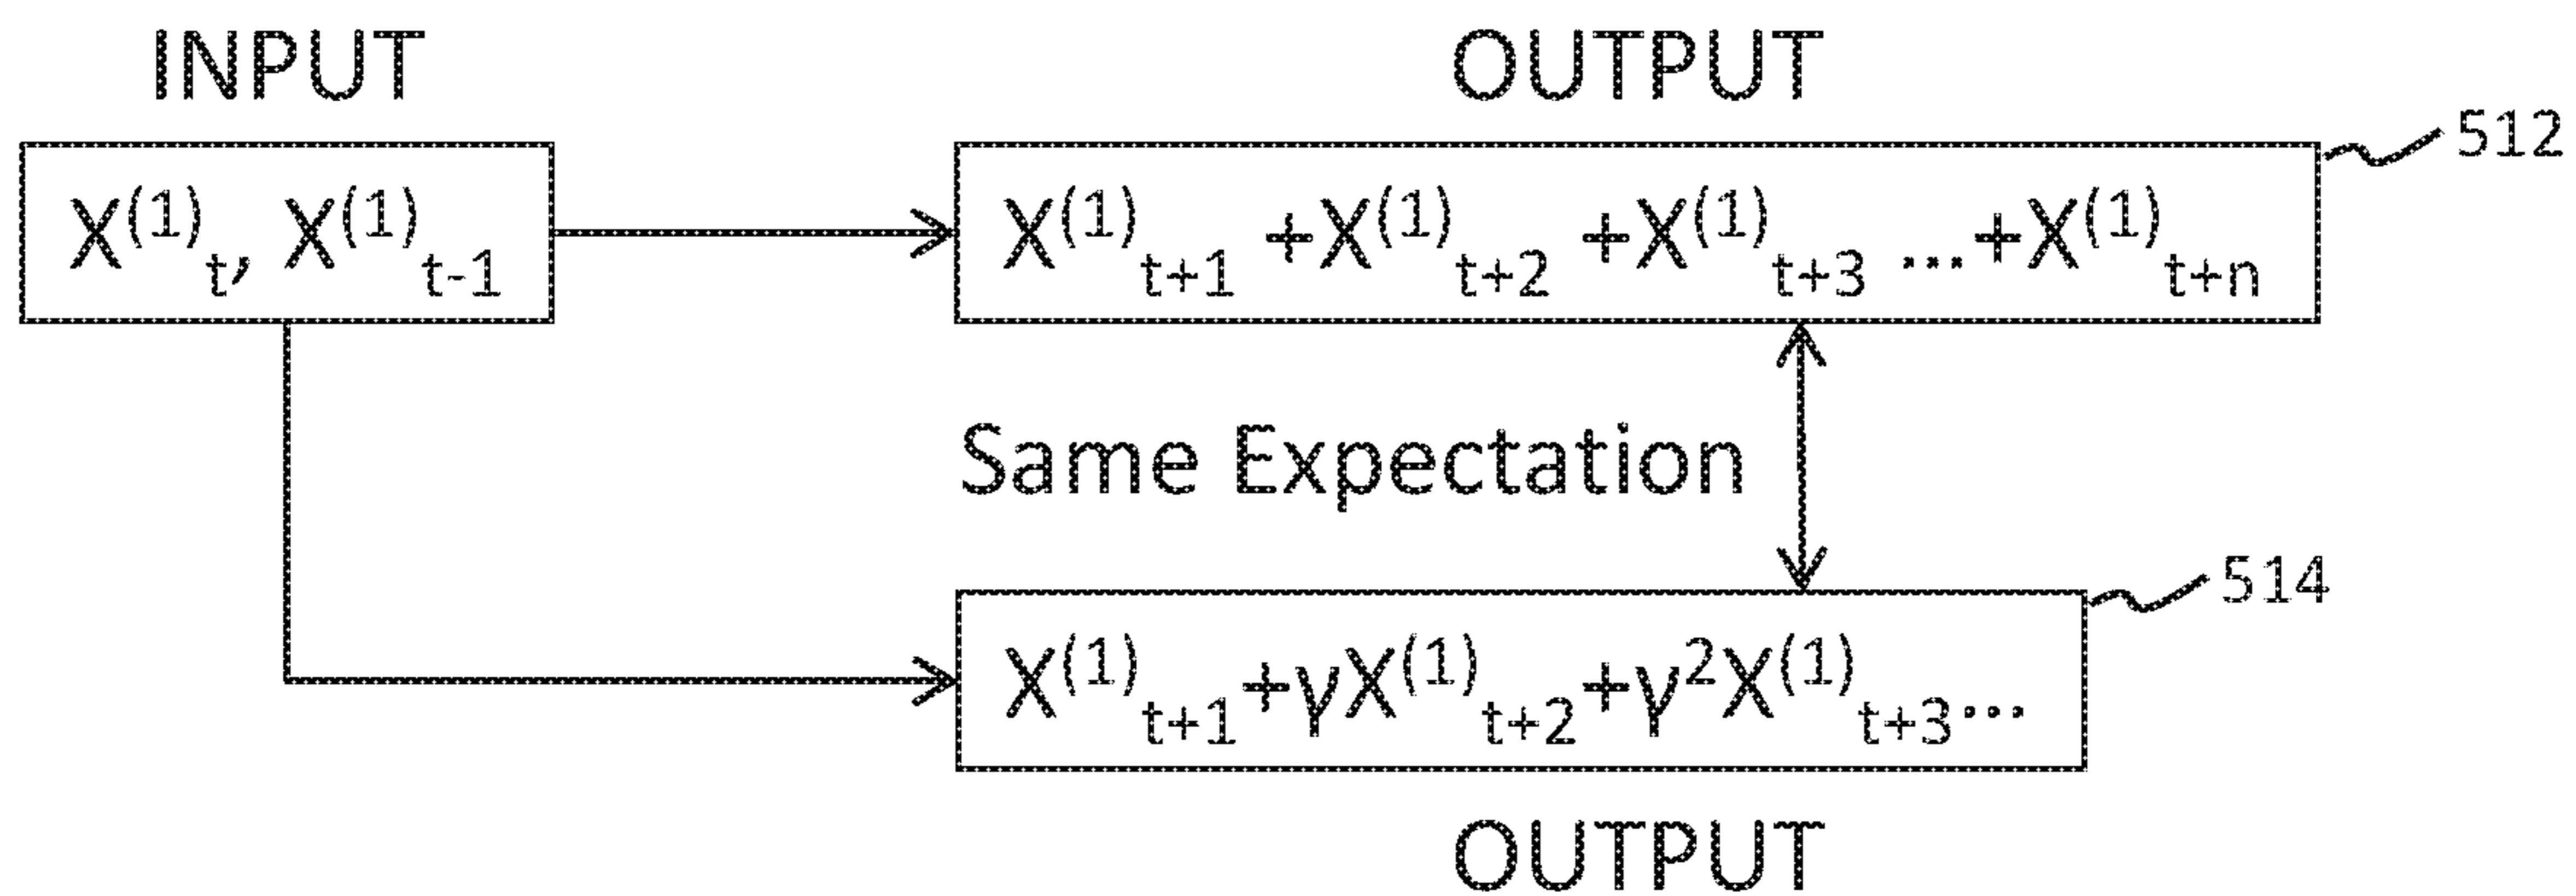 INPUT
OUTPUT
512
X⁽¹⁾ₜ, X⁽¹⁾ₜ₋₁
X⁽¹⁾ₜ₊₁ +X⁽¹⁾ₜ₊₂ +X⁽¹⁾ₜ₊₃ ...+X⁽¹⁾ₜ₊ₙ
Same Expectation
514
X⁽¹⁾ₜ₊₁+γX⁽¹⁾ₜ₊₂+γ²X⁽¹⁾ₜ₊₃...
OUTPUT